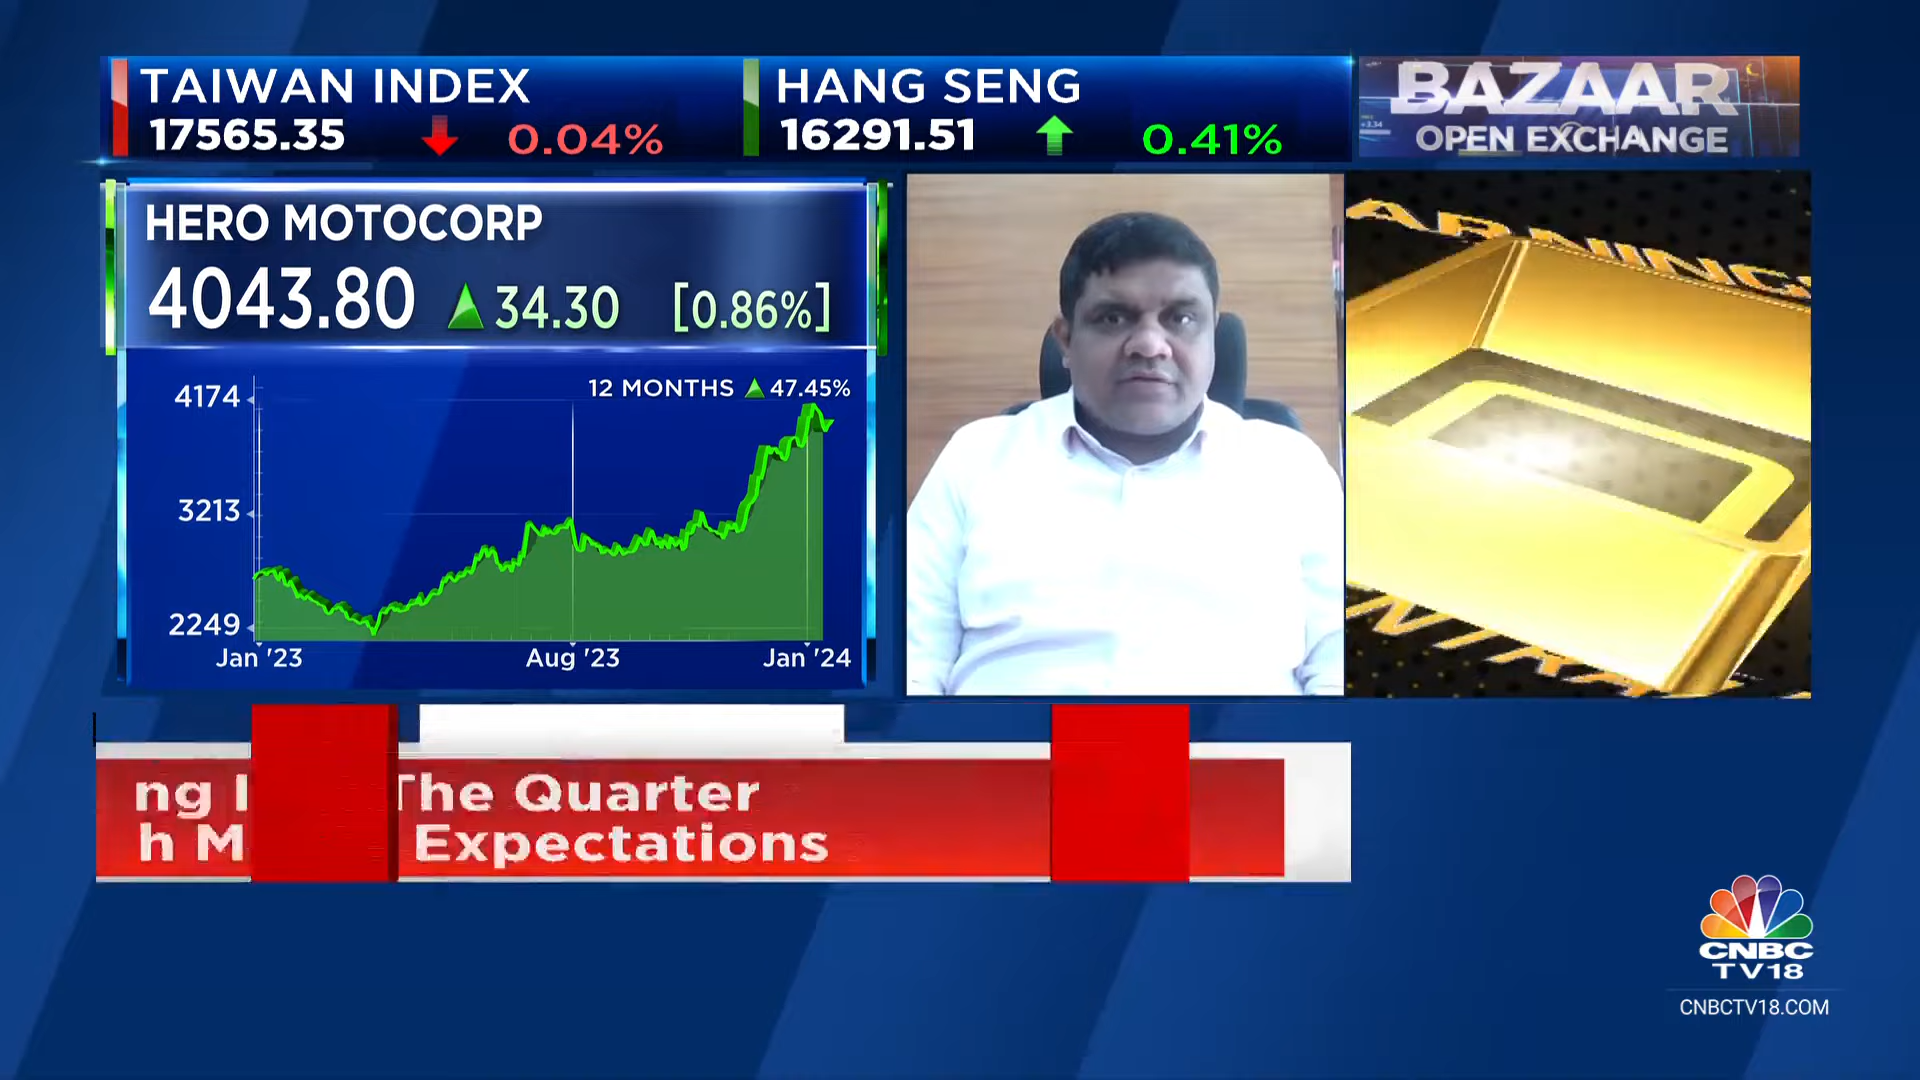 TAIWAN INDEX
17565.35 0.04%
HANG SENG
16291.51 0.41%
BAZAAR
OPEN EXCHANGE
HERO MOTOCORP
4043.80 34.30 [0.86%]
12 MONTHS 47.45%
4174
3213
2249
Jan '23 Aug '23 Jan '24
The Quarter
Expectations
CNBC
TV18
CNBCTV18.COM